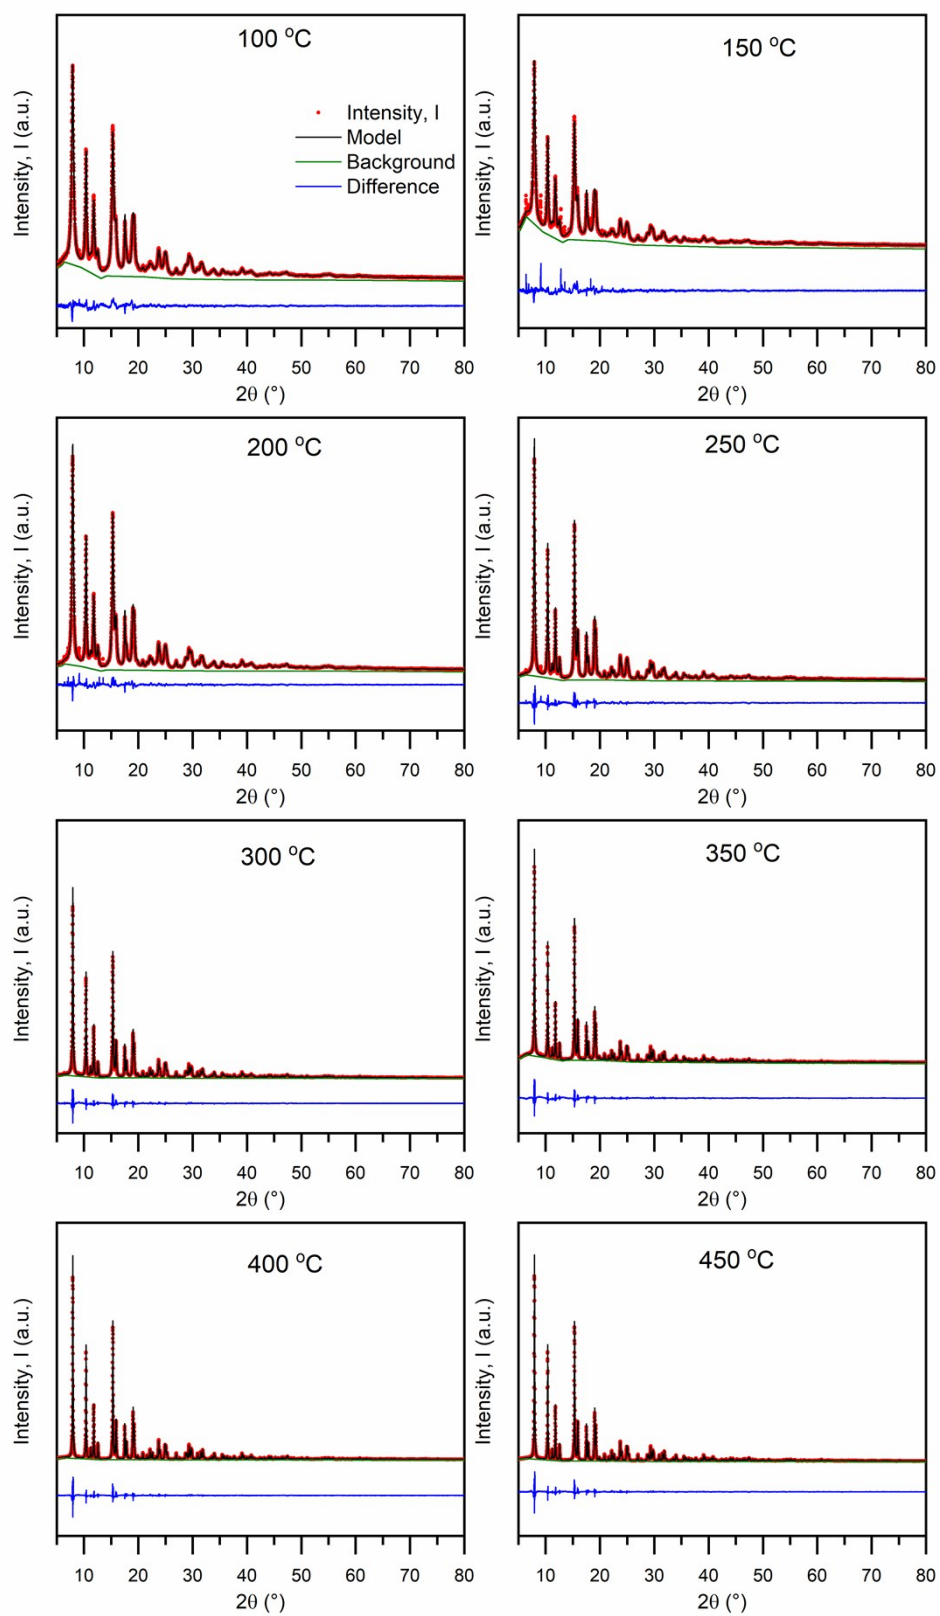 100 °C
Intensity, I (a.u.)
Intensity, I
Model
Background
Difference
10 20 30 40 50 60 70 80
2θ (°)
150 °C
Intensity, I (a.u.)
10 20 30 40 50 60 70 80
2θ (°)
200 °C
Intensity, I (a.u.)
10 20 30 40 50 60 70 80
2θ (°)
250 °C
Intensity, I (a.u.)
10 20 30 40 50 60 70 80
2θ (°)
300 °C
Intensity, I (a.u.)
10 20 30 40 50 60 70 80
2θ (°)
350 °C
Intensity, I (a.u.)
10 20 30 40 50 60 70 80
2θ (°)
400 °C
Intensity, I (a.u.)
10 20 30 40 50 60 70 80
2θ (°)
450 °C
Intensity, I (a.u.)
10 20 30 40 50 60 70 80
2θ (°)